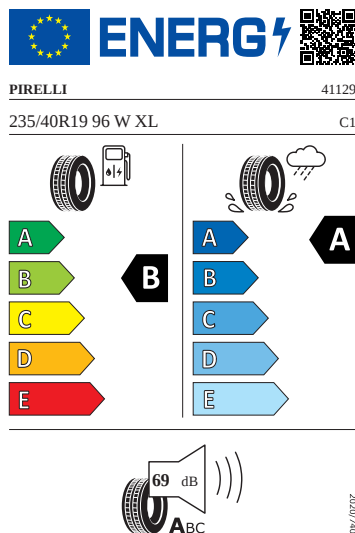 ENERG
PIRELLI 41129
235/40R19 96 W XL C1
A A
B B
C C
D D
E E
B
A
69 dB
ABC
2020/740